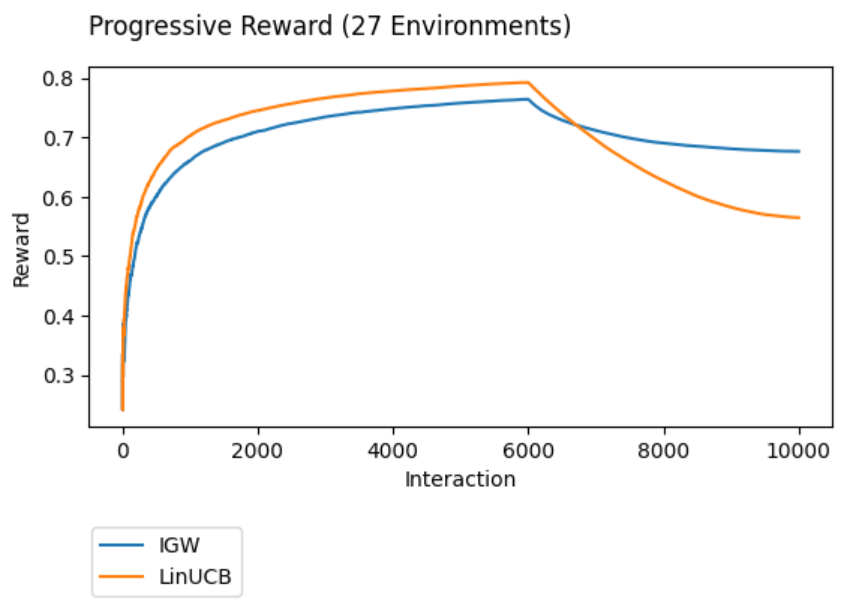 Progressive Reward (27 Environments)
0.8
0.7
0.6
0.5
0.4
0.3
Reward
0 2000 4000 6000 8000 10000
Interaction
IGW
LinUCB